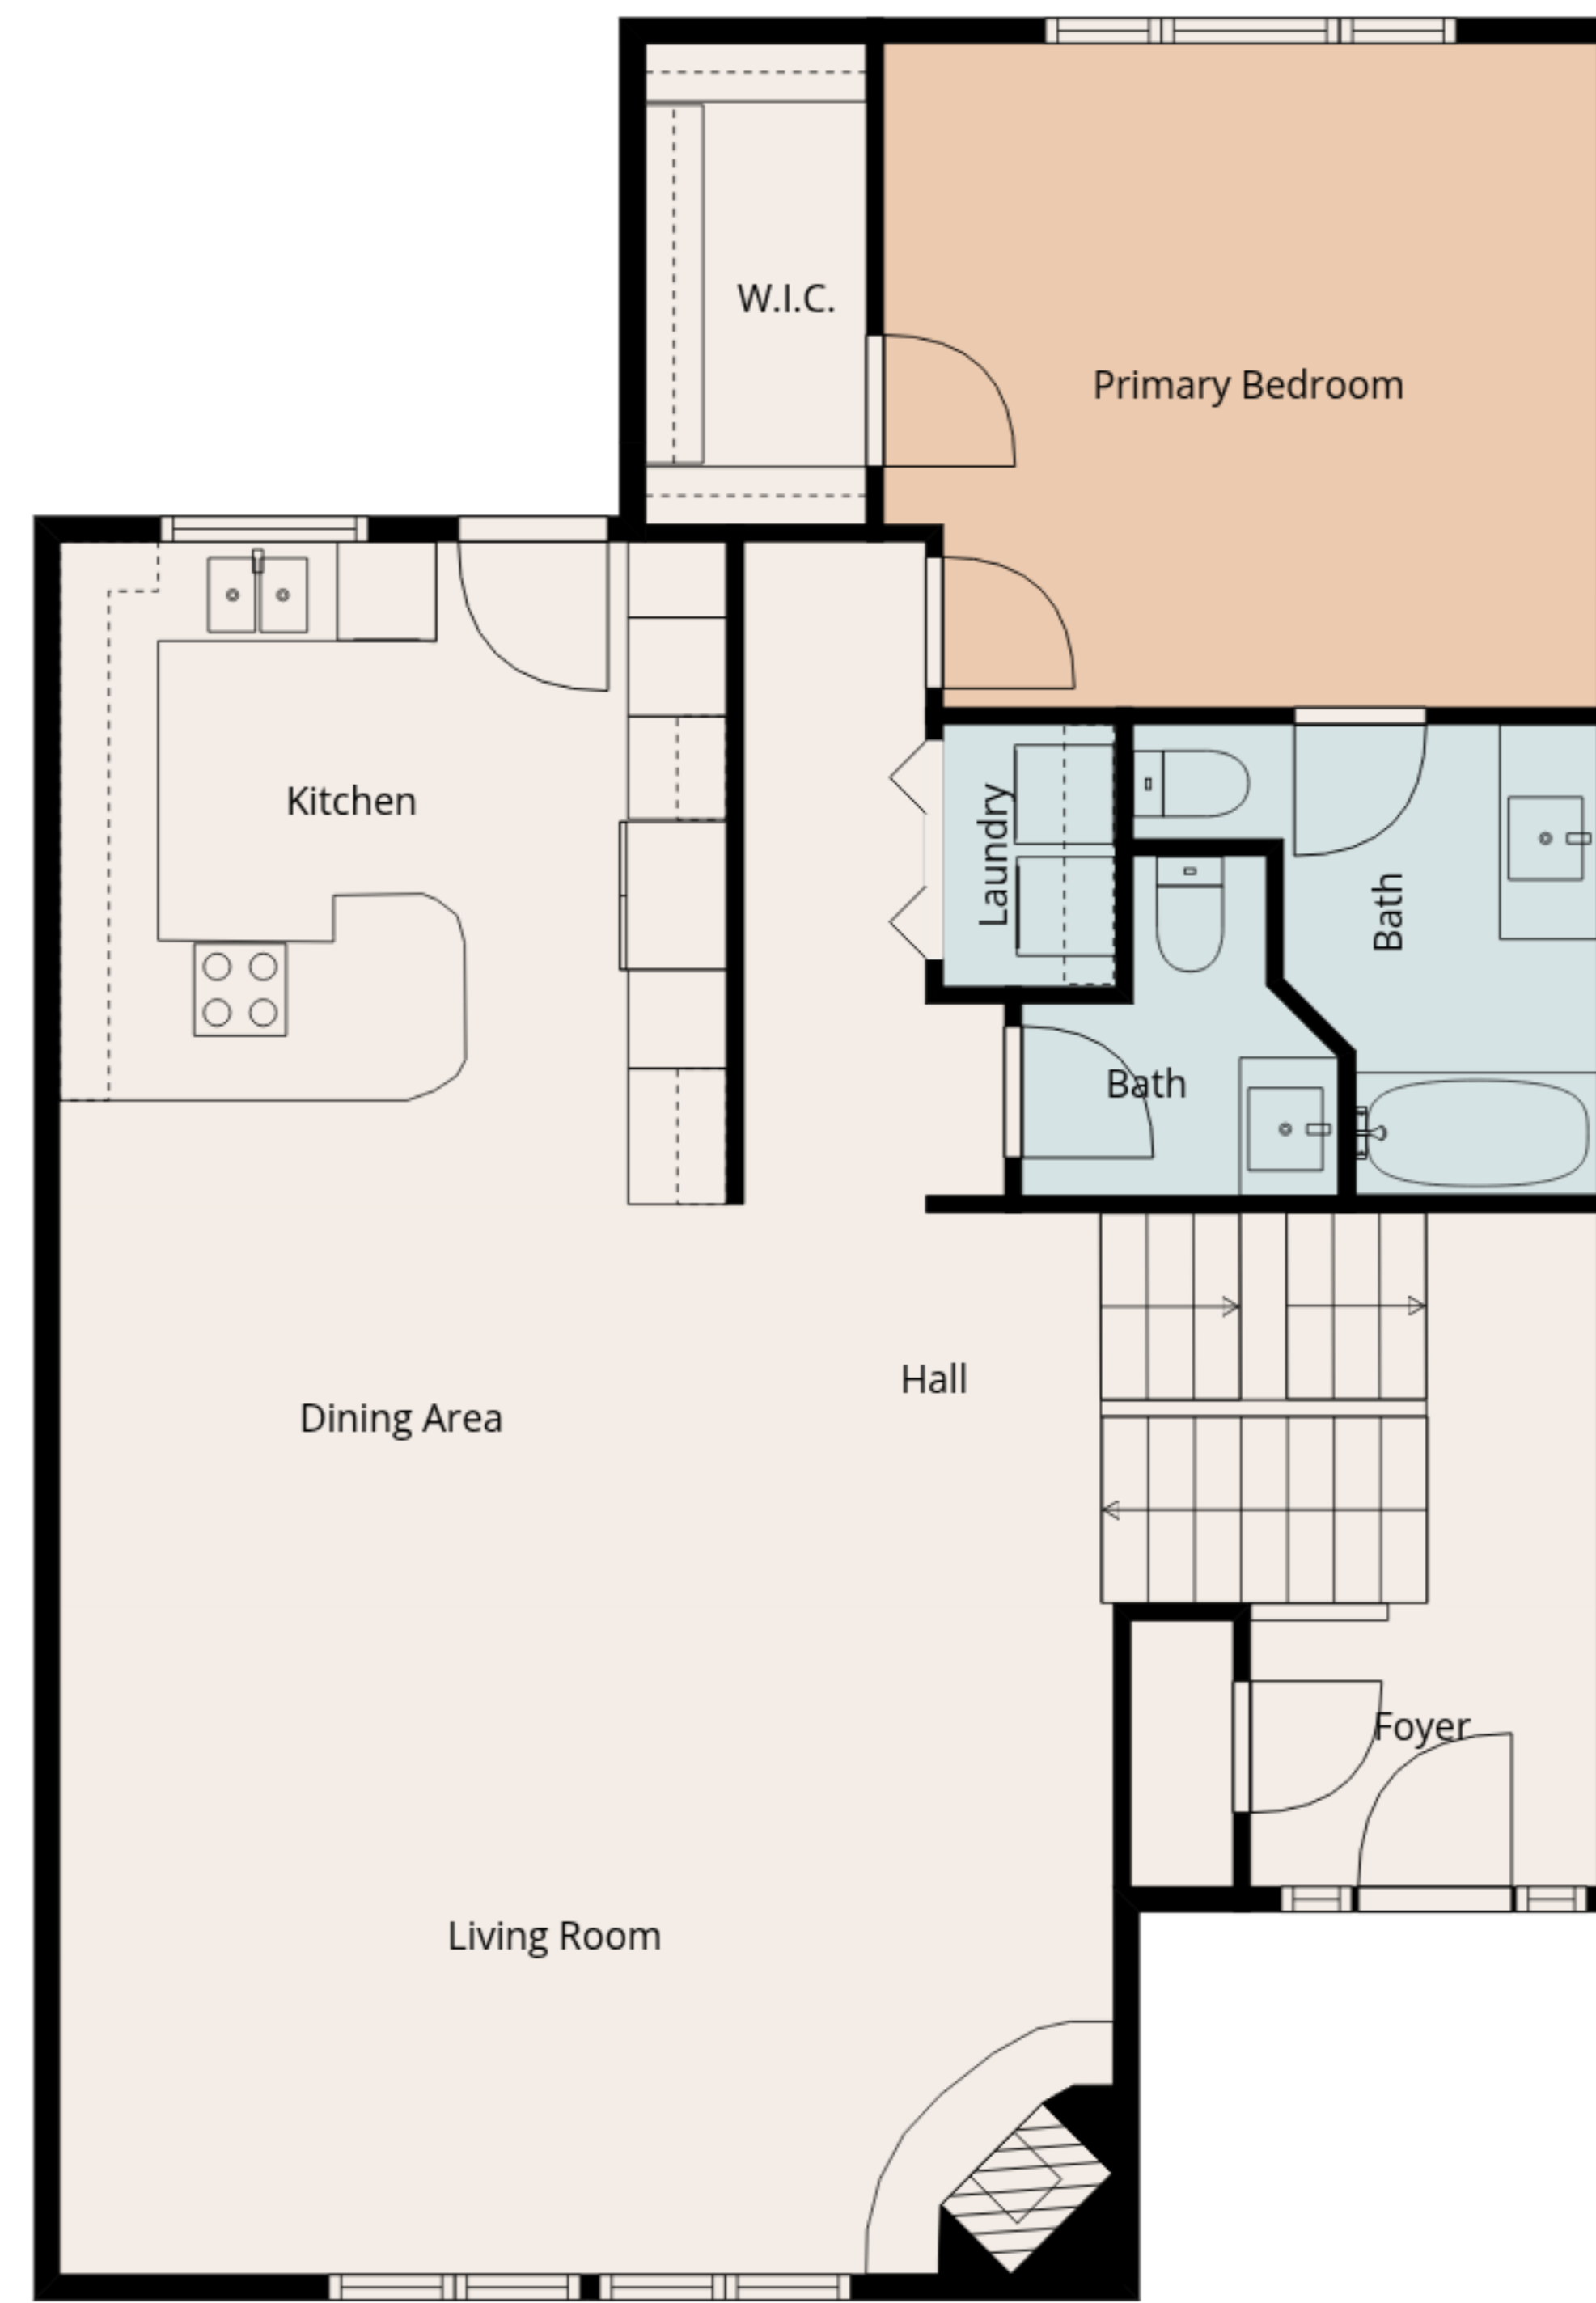 W.I.C.
Primary Bedroom
Kitchen
Laundry
Bath
Bath
Hall
Dining Area
Foyer
Living Room